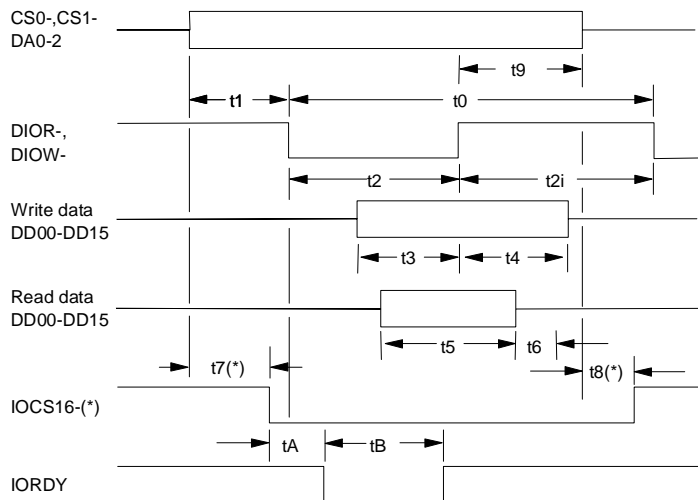 CS0-,CS1-
DA0-2
t9
t1
t0
DIOR-,
DIOW-
t2
t2i
Write data
DD00-DD15
t3
t4
Read data
DD00-DD15
t5
t6
t7(*)
t8(*)
IOCS16-(*)
tA
tB
IORDY